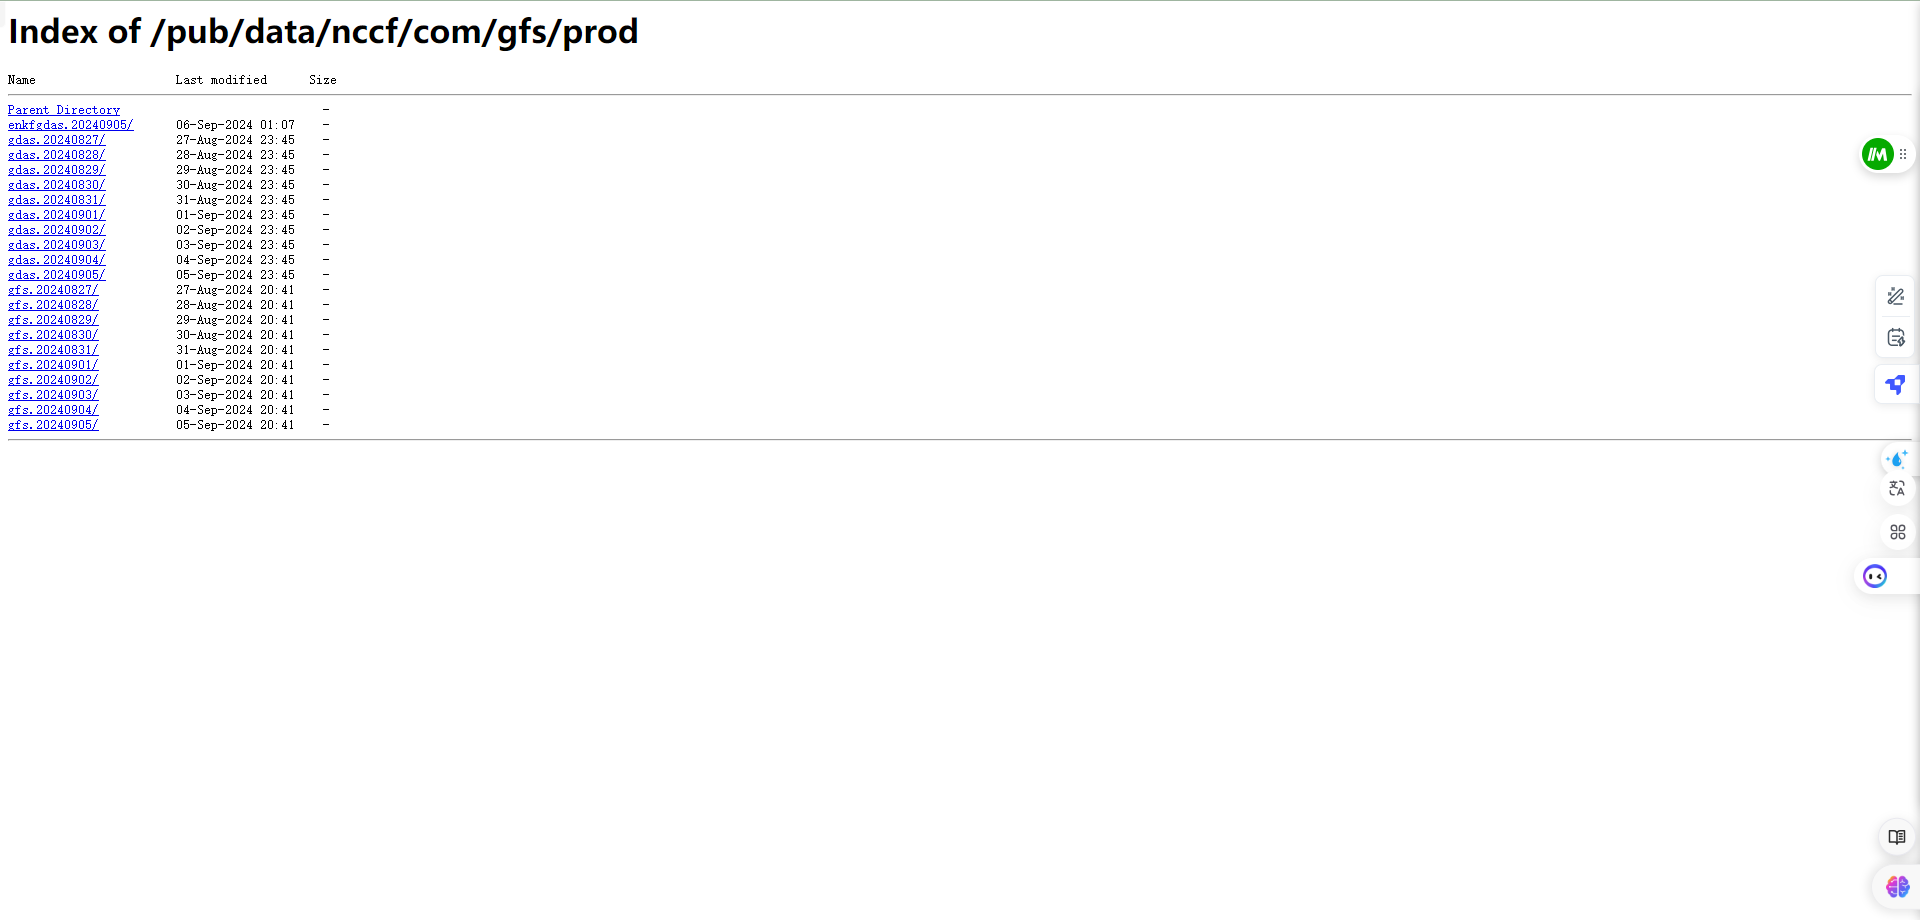 Index of /pub/data/nccf/com/gfs/prod
Name Last modified Size
Parent Directory -
enkfgdas.20240905/ 06-Sep-2024 01:07 -
gdas.20240827/ 27-Aug-2024 23:45 -
gdas.20240828/ 28-Aug-2024 23:45 -
gdas.20240829/ 29-Aug-2024 23:45 -
gdas.20240830/ 30-Aug-2024 23:45 -
gdas.20240831/ 31-Aug-2024 23:45 -
gdas.20240901/ 01-Sep-2024 23:45 -
gdas.20240902/ 02-Sep-2024 23:45 -
gdas.20240903/ 03-Sep-2024 23:45 -
gdas.20240904/ 04-Sep-2024 23:45 -
gdas.20240905/ 05-Sep-2024 23:45 -
gfs.20240827/ 27-Aug-2024 20:41 -
gfs.20240828/ 28-Aug-2024 20:41 -
gfs.20240829/ 29-Aug-2024 20:41 -
gfs.20240830/ 30-Aug-2024 20:41 -
gfs.20240831/ 31-Aug-2024 20:41 -
gfs.20240901/ 01-Sep-2024 20:41 -
gfs.20240902/ 02-Sep-2024 20:41 -
gfs.20240903/ 03-Sep-2024 20:41 -
gfs.20240904/ 04-Sep-2024 20:41 -
gfs.20240905/ 05-Sep-2024 20:41 -